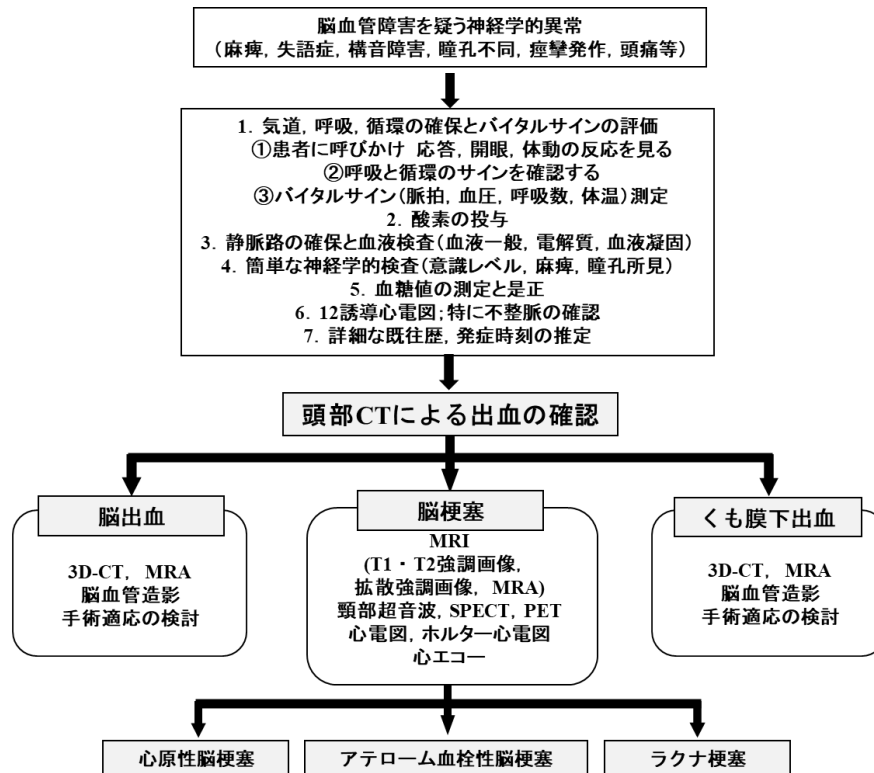 脳血管障害を疑う神経学的異常
（麻痺, 失語症, 構音障害, 瞳孔不同, 痙攣発作, 頭痛等）
1. 気道, 呼吸, 循環の確保とバイタルサインの評価
①患者に呼びかけ 応答, 開眼, 体動の反応を見る
②呼吸と循環のサインを確認する
③バイタルサイン（脈拍, 血圧, 呼吸数, 体温）測定
2. 酸素の投与
3. 静脈路の確保と血液検査（血液一般, 電解質, 血液凝固）
4. 簡単な神経学的検査（意識レベル, 麻痺, 瞳孔所見）
5. 血糖値の測定と是正
6. 12誘導心電図；特に不整脈の確認
7. 詳細な既往歴, 発症時刻の推定
頭部CTによる出血の確認
脳出血
3D-CT, MRA
脳血管造影
手術適応の検討
脳梗塞
MRI
(T1・T2強調画像,
拡散強調画像, MRA)
頸部超音波, SPECT, PET
心電図, ホルター心電図
心エコー
くも膜下出血
3D-CT, MRA
脳血管造影
手術適応の検討
心原性脳梗塞
アテローム血栓性脳梗塞
ラクナ梗塞